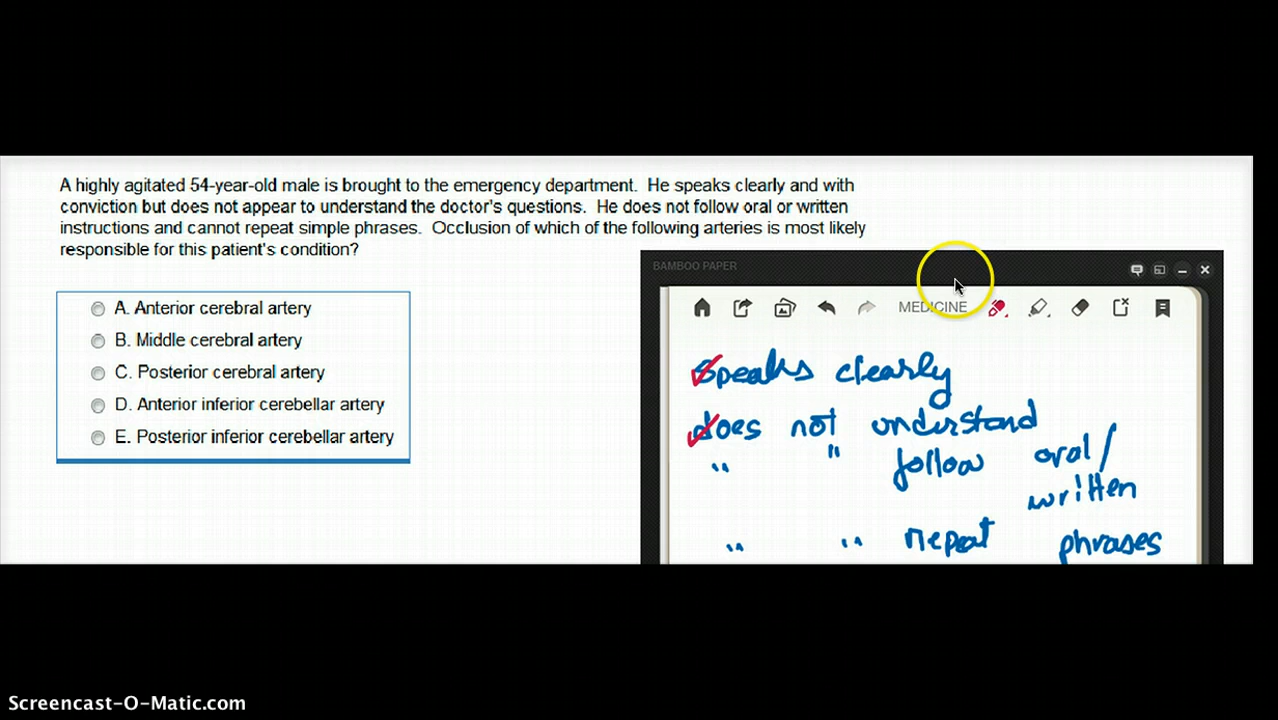 A highly agitated 54-year-old male is brought to the emergency department. He speaks clearly and with
conviction but does not appear to understand the doctor's questions. He does not follow oral or written
instructions and cannot repeat simple phrases. Occlusion of which of the following arteries is most likely
responsible for this patient's condition?
A. Anterior cerebral artery
B. Middle cerebral artery
C. Posterior cerebral artery
D. Anterior inferior cerebellar artery
E. Posterior inferior cerebellar artery
BAMBOO PAPER
MEDICINE
speaks clearly
does not understand
" " follow oral/
written
" " repeat phrases
Screencast-O-Matic.com